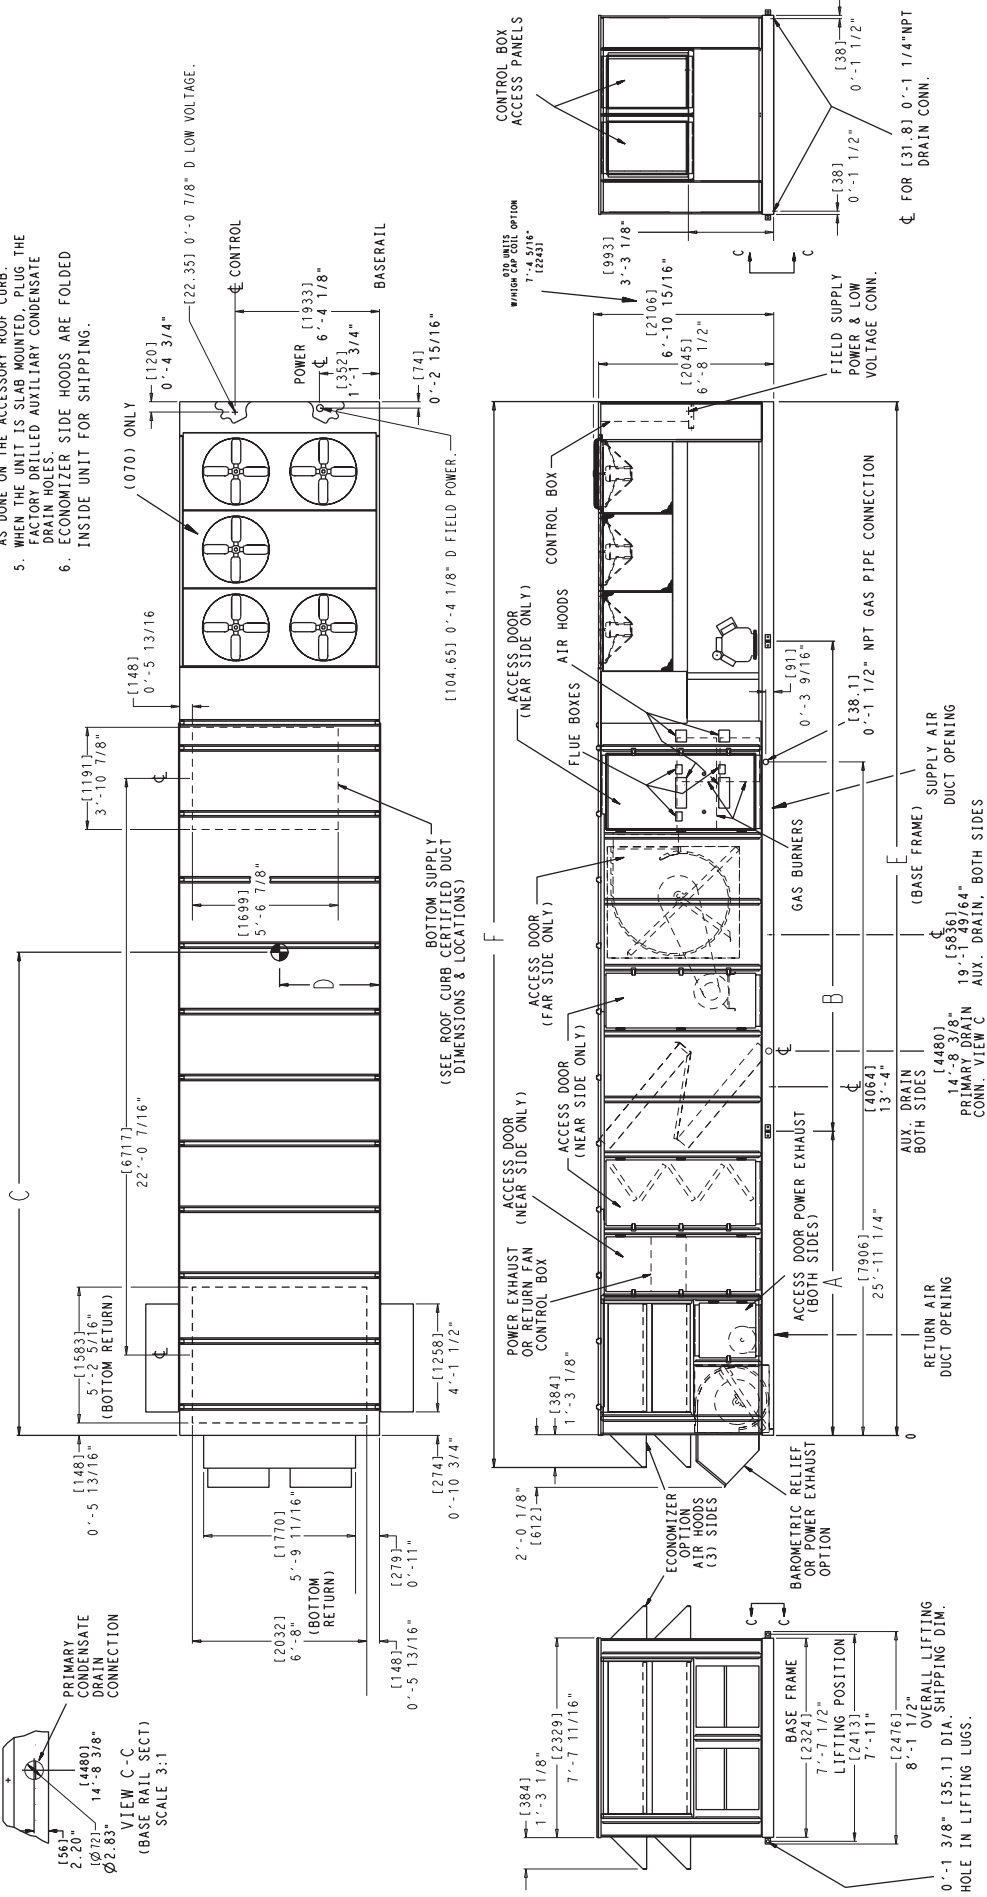 AS DONE ON THE ACCESSORY ROOF CURB.
5. WHEN THE UNIT IS SLAB MOUNTED, PLUG THE
FACTORY DRILLED AUXILIARY CONDENSATE
DRAIN HOLES.
6. ECONOMIZER SIDE HOODS ARE FOLDED
INSIDE UNIT FOR SHIPPING.
PRIMARY
CONDENSATE
DRAIN
CONNECTION
[56]
2.20"
[Ø72]
Ø2.83"
[4480]
14'-8 3/8"
VIEW C-C
(BASE RAIL SECT)
SCALE 3:1
C
[6717]
22'-0 7/16"
[1583]
5'-2 5/16"
(BOTTOM RETURN)
[148]
0'-5 13/16"
[1258]
4'-1 1/2"
[274]
0'-10 3/4"
[1770]
5'-9 11/16"
[279]
0'-11"
[2032]
6'-8"
(BOTTOM
RETURN)
[148]
0'-5 13/16"
[1191]
3'-10 7/8"
[148]
0'-5 13/16
[1699]
5'-6 7/8"
D
BOTTOM SUPPLY
(SEE ROOF CURB CERTIFIED DUCT
DIMENSIONS & LOCATIONS)
(070) ONLY
[120]
0'-4 3/4"
[22.35] 0'-0 7/8" D LOW VOLTAGE.
℄ CONTROL
POWER
℄
[1933]
6'-4 1/8"
[352]
1'-1 3/4"
BASERAIL
[74]
0'-2 15/16"
[104.65] 0'-4 1/8" D FIELD POWER.
F
POWER EXHAUST
OR RETURN FAN
CONTROL BOX
ACCESS DOOR
(NEAR SIDE ONLY)
ACCESS DOOR
(NEAR SIDE ONLY)
ACCESS DOOR
(FAR SIDE ONLY)
FLUE BOXES
ACCESS DOOR
(NEAR SIDE ONLY)
AIR HOODS
CONTROL BOX
[384]
1'-3 1/8"
2'-0 1/8"
[612]
ECONOMIZER
OPTION
AIR HOODS
(3) SIDES
BAROMETRIC RELIEF
OR POWER EXHAUST
OPTION
0
RETURN AIR
DUCT OPENING
ACCESS DOOR POWER EXHAUST
(BOTH SIDES)
A
[7906]
25'-11 1/4"
B
℄
[4064]
13'-4"
AUX. DRAIN
BOTH SIDES
℄
[4480]
14'-8 3/8"
PRIMARY DRAIN
CONN. VIEW C
℄
[5836]
19'-1 49/64"
AUX. DRAIN, BOTH SIDES
E
GAS BURNERS
(BASE FRAME)
SUPPLY AIR
DUCT OPENING
[38.1]
0'-1 1/2" NPT GAS PIPE CONNECTION
[91]
0'-3 9/16"
FIELD SUPPLY
POWER & LOW
VOLTAGE CONN.
[2045]
6'-8 1/2"
[2106]
6'-10 15/16"
070 UNITS
W/HIGH CAP COIL OPTION
7'-4 5/16"
[2243]
[993]
3'-3 1/8"
C
C
CONTROL BOX
ACCESS PANELS
[38]
0'-1 1/2"
[38]
0'-1 1/2"
℄ FOR [31.8] 0'-1 1/4"NPT
DRAIN CONN.
[384]
1'-3 1/8"
[2329]
7'-7 11/16"
C
C
BASE FRAME
[2324]
7'-7 1/2"
LIFTING POSITION
[2413]
7'-11"
[2476]
8'-1 1/2"
OVERALL LIFTING
SHIPPING DIM.
0'-1 3/8" [35.1] DIA.
HOLE IN LIFTING LUGS.